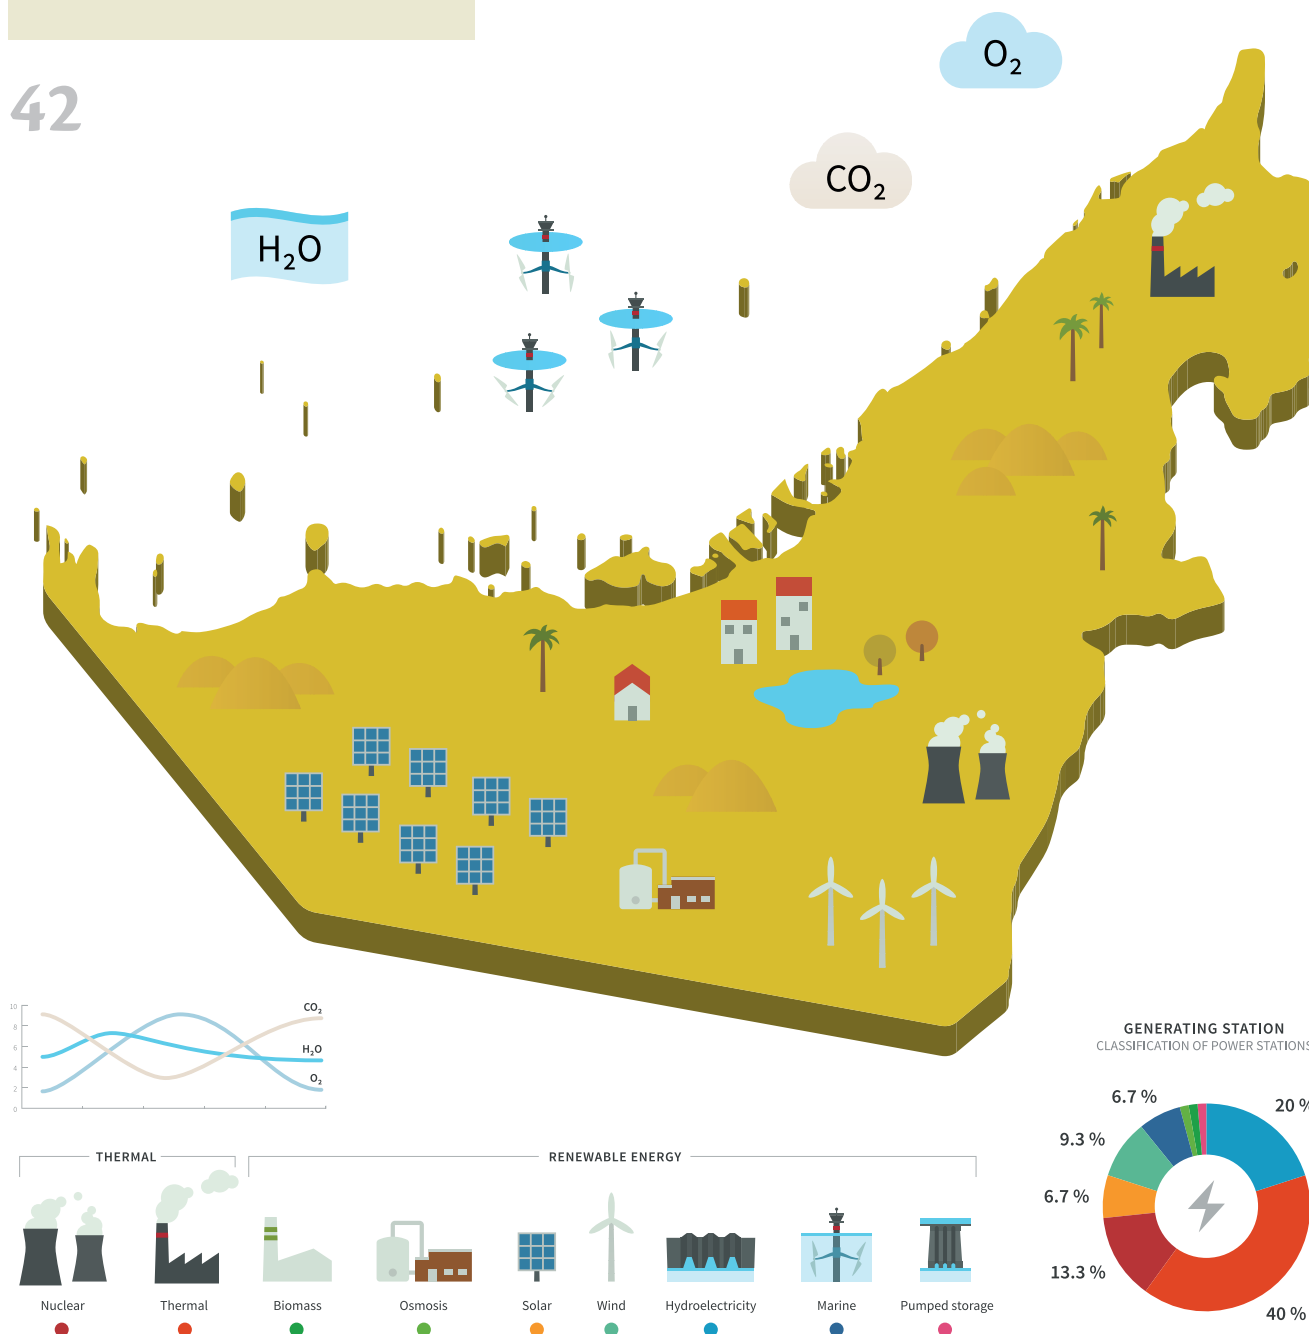 42
O₂
CO₂
H₂O
10
8
6
4
2
0
CO₂
H₂O
O₂
GENERATING STATION
CLASSIFICATION OF POWER STATIONS
6.7 %
20 %
9.3 %
6.7 %
13.3 %
40 %
THERMAL
RENEWABLE ENERGY
Nuclear
Thermal
Biomass
Osmosis
Solar
Wind
Hydroelectricity
Marine
Pumped storage